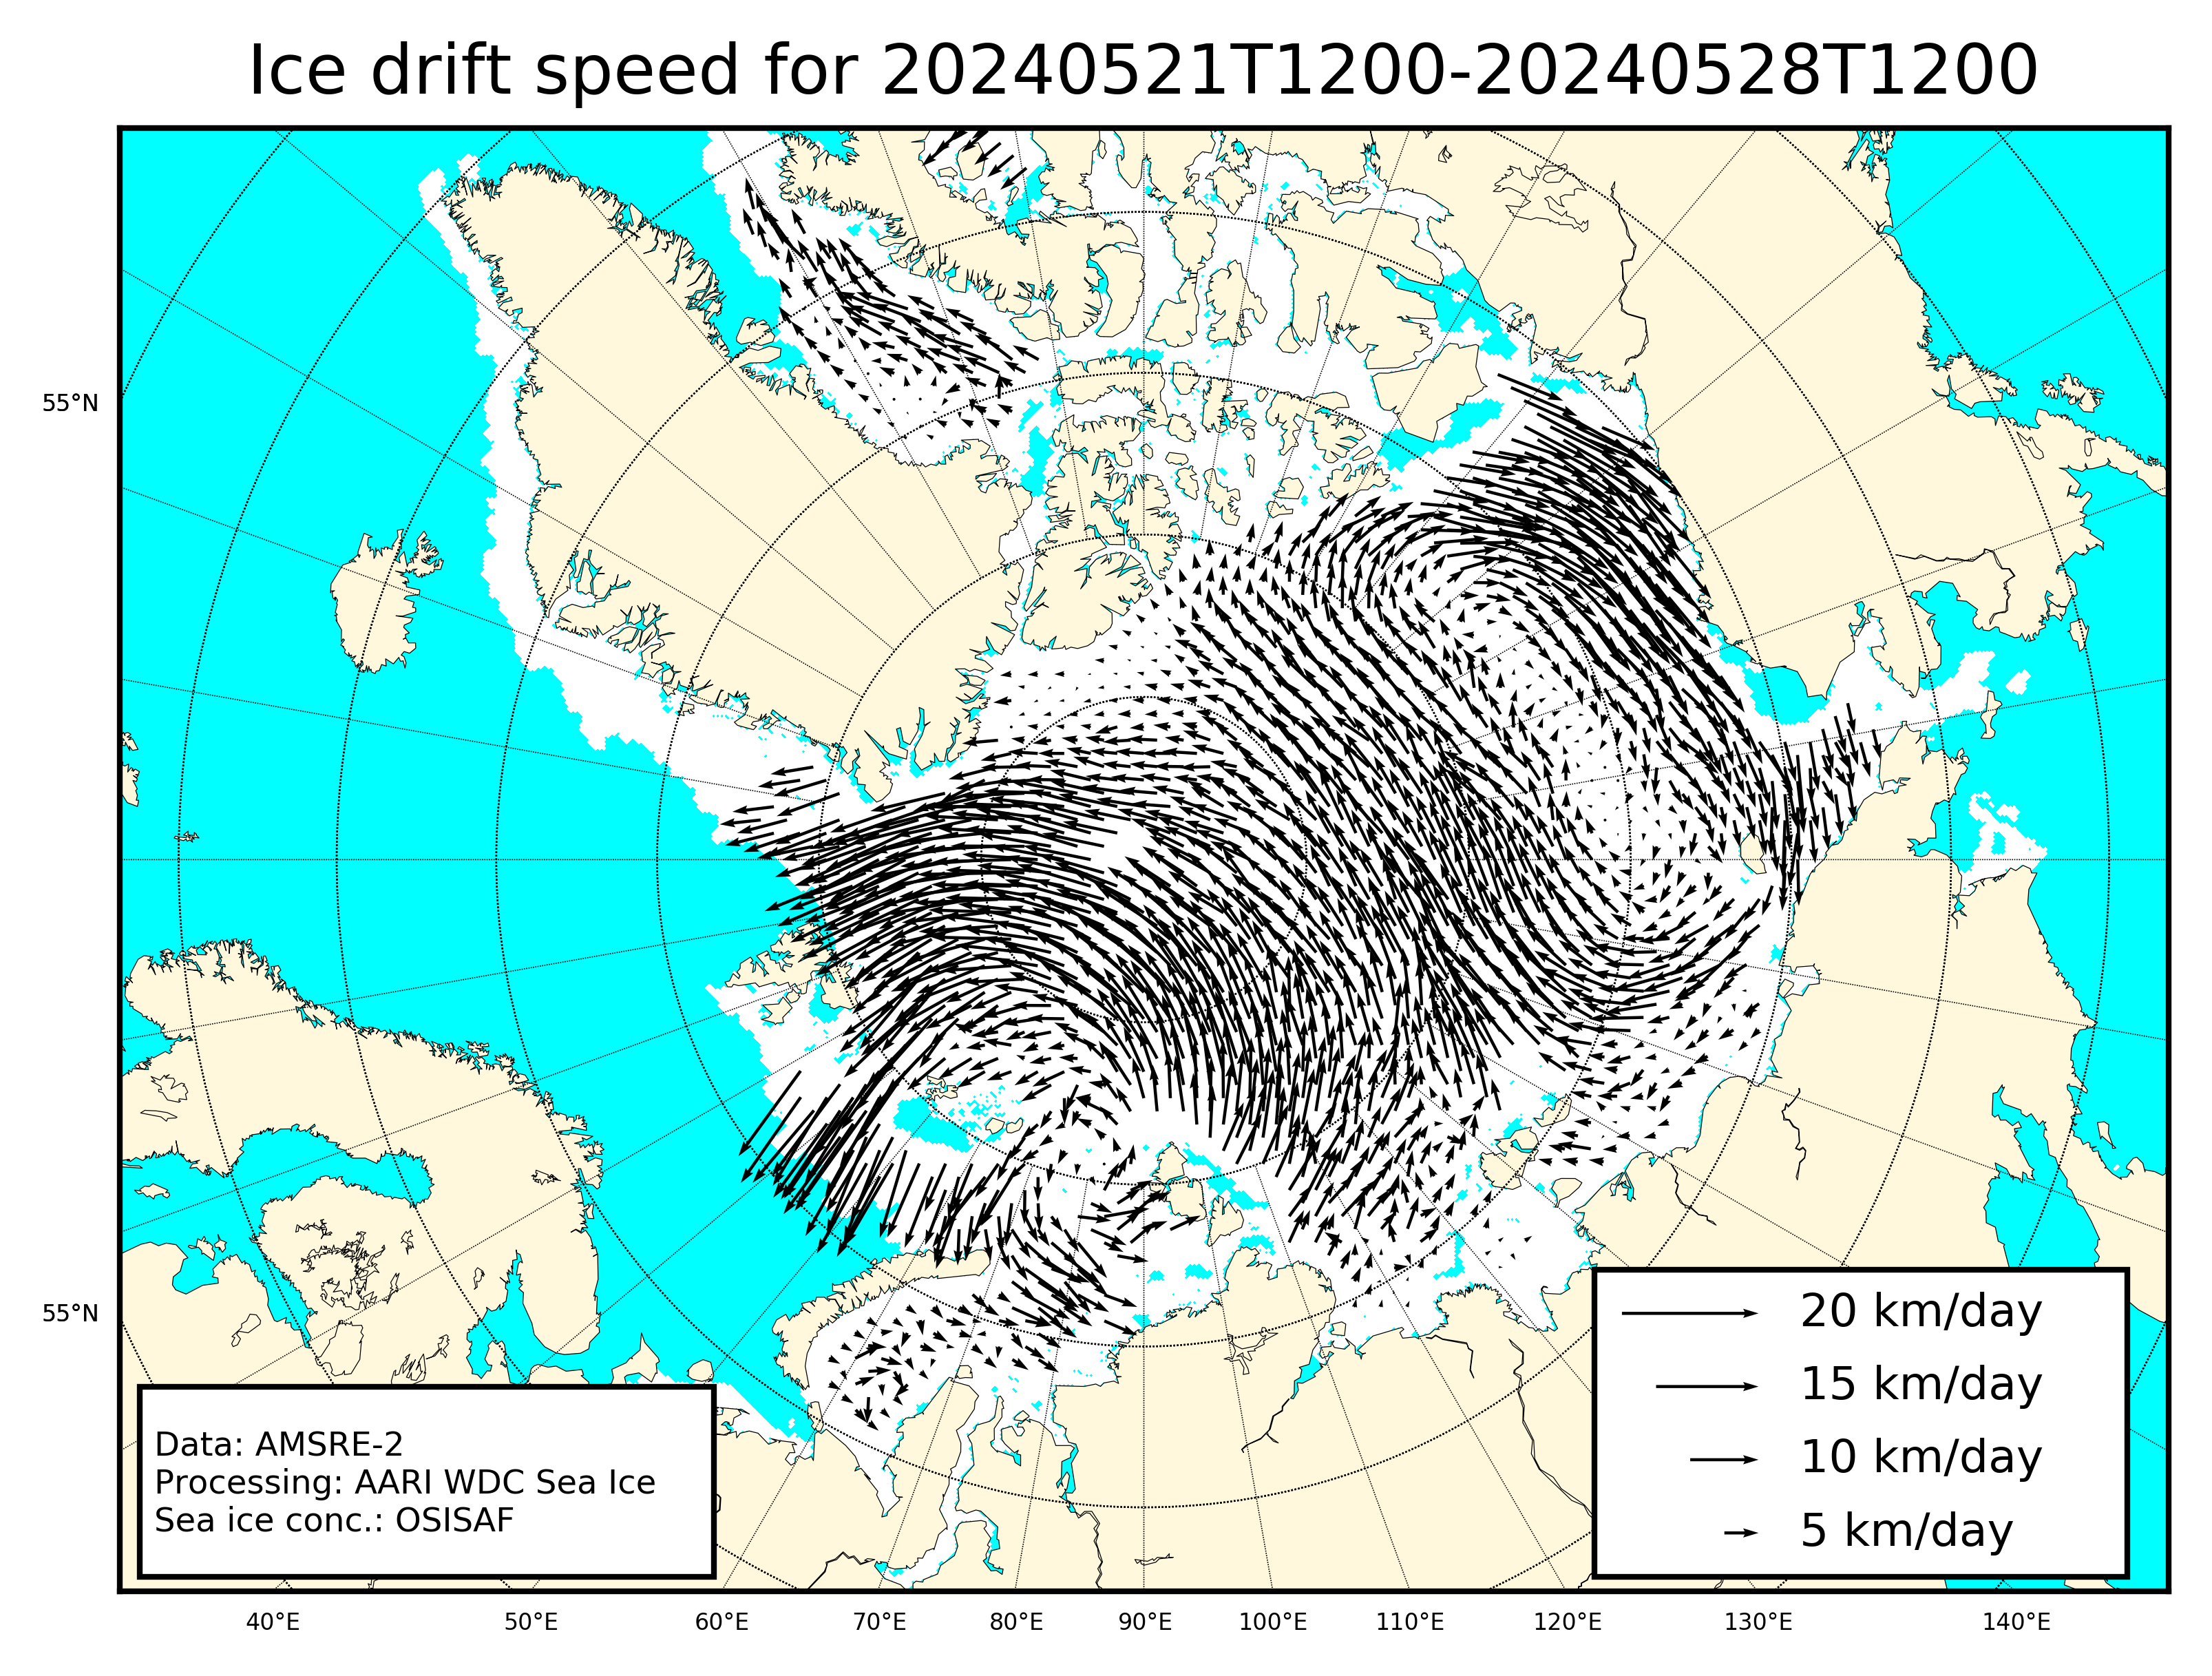 Ice drift speed for 20240521T1200-20240528T1200
55°N
55°N
20 km/day
15 km/day
10 km/day
5 km/day
Data: AMSRE-2
Processing: AARI WDC Sea Ice
Sea ice conc.: OSISAF
40°E
50°E
60°E
70°E
80°E
90°E
100°E
110°E
120°E
130°E
140°E